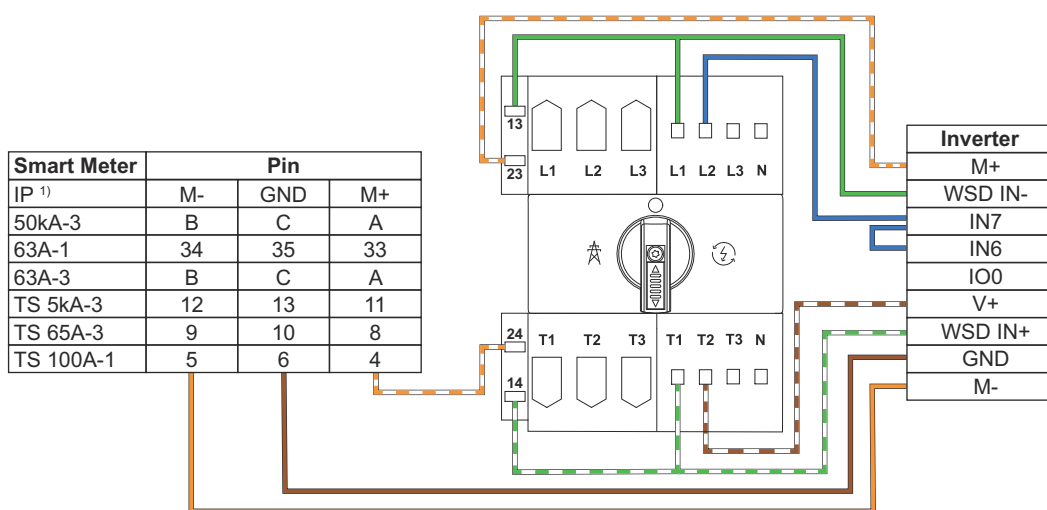 Smart Meter Pin
IP 1) M- GND M+
50kA-3 B C A
63A-1 34 35 33
63A-3 B C A
TS 5kA-3 12 13 11
TS 65A-3 9 10 8
TS 100A-1 5 6 4
13
23 L1 L2 L3 L1 L2 L3 N
24 T1 T2 T3 T1 T2 T3 N
14
Inverter
M+
WSD IN-
IN7
IN6
IO0
V+
WSD IN+
GND
M-